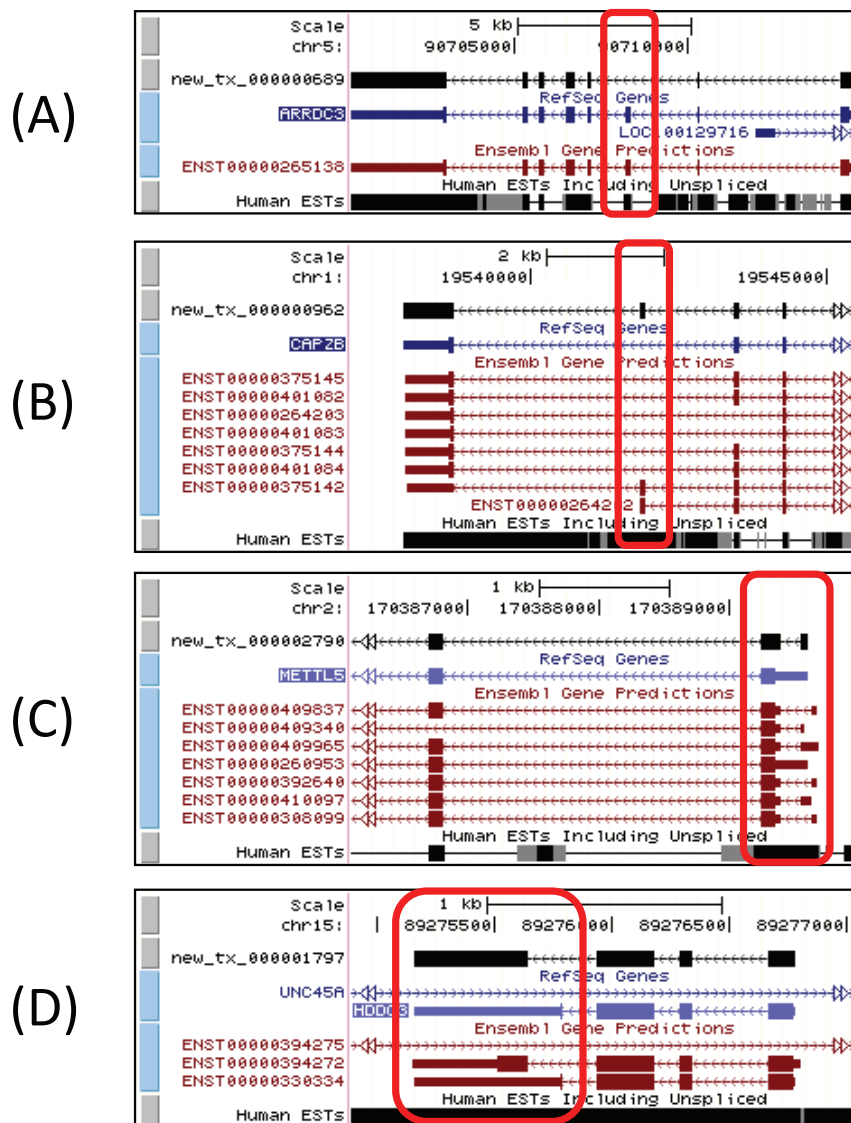 (A)
Scale 5 kb
chr5: 90705000 90710000
new_tx_000000689
RefSeq Genes
ARRDC3
LOC100129716
Ensembl Gene Predictions
ENST00000265138
Human ESTs Including Unspliced
Human ESTs
(B)
Scale 2 kb
chr1: 19540000 19545000
new_tx_000000962
RefSeq Genes
CAPZB
Ensembl Gene Predictions
ENST00000375145
ENST00000401082
ENST00000264203
ENST00000401083
ENST00000375144
ENST00000401084
ENST00000375142
Human ESTs Including Unspliced
Human ESTs
(C)
Scale 1 kb
chr2: 170387000 170388000 170389000
new_tx_000002790
RefSeq Genes
METTL5
Ensembl Gene Predictions
ENST00000409837
ENST00000409340
ENST00000409965
ENST00000260953
ENST00000392640
ENST00000410097
ENST00000308099
Human ESTs Including Unspliced
Human ESTs
(D)
Scale 1 kb
chr15: 89275500 89276000 89276500 89277000
new_tx_000001797
RefSeq Genes
UNC45A
HDDC3
Ensembl Gene Predictions
ENST00000394275
ENST00000394272
ENST00000330334
Human ESTs Including Unspliced
Human ESTs